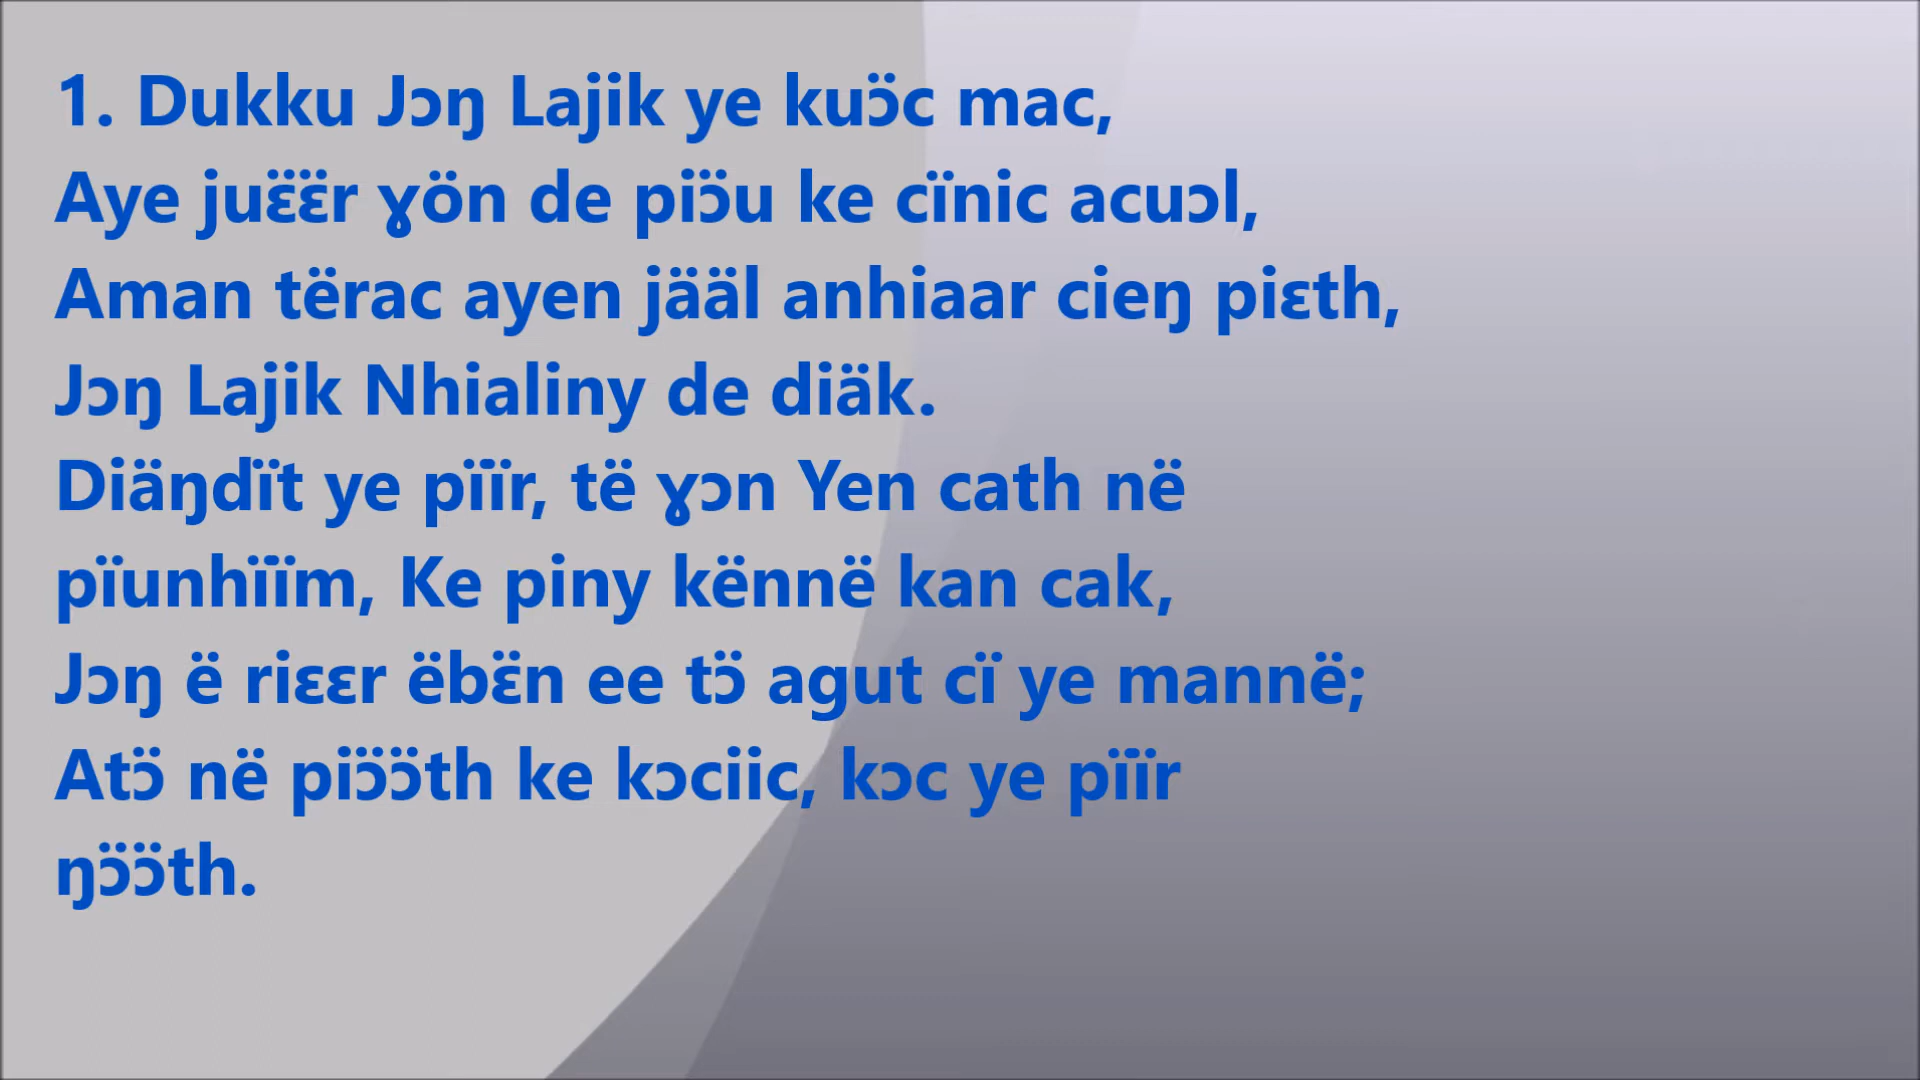 1. Dukku Jɔŋ Lajik ye kuɔ̈c mac,
Aye juɛ̈ɛ̈r ɣön de piɔ̈u ke cïnic acuɔl,
Aman tërac ayen jääl anhiaar cieŋ piɛth,
Jɔŋ Lajik Nhialiny de diäk.
Diäŋdït ye pïïr, të ɣɔn Yen cath në
pïunhïïm, Ke piny kënnë kan cak,
Jɔŋ ë riɛɛr ëbɛ̈n ee tɔ̈ agut cï ye mannë;
Atɔ̈ në piɔ̈ɔ̈th ke kɔciic, kɔc ye pïïr
ŋɔ̈ɔ̈th.